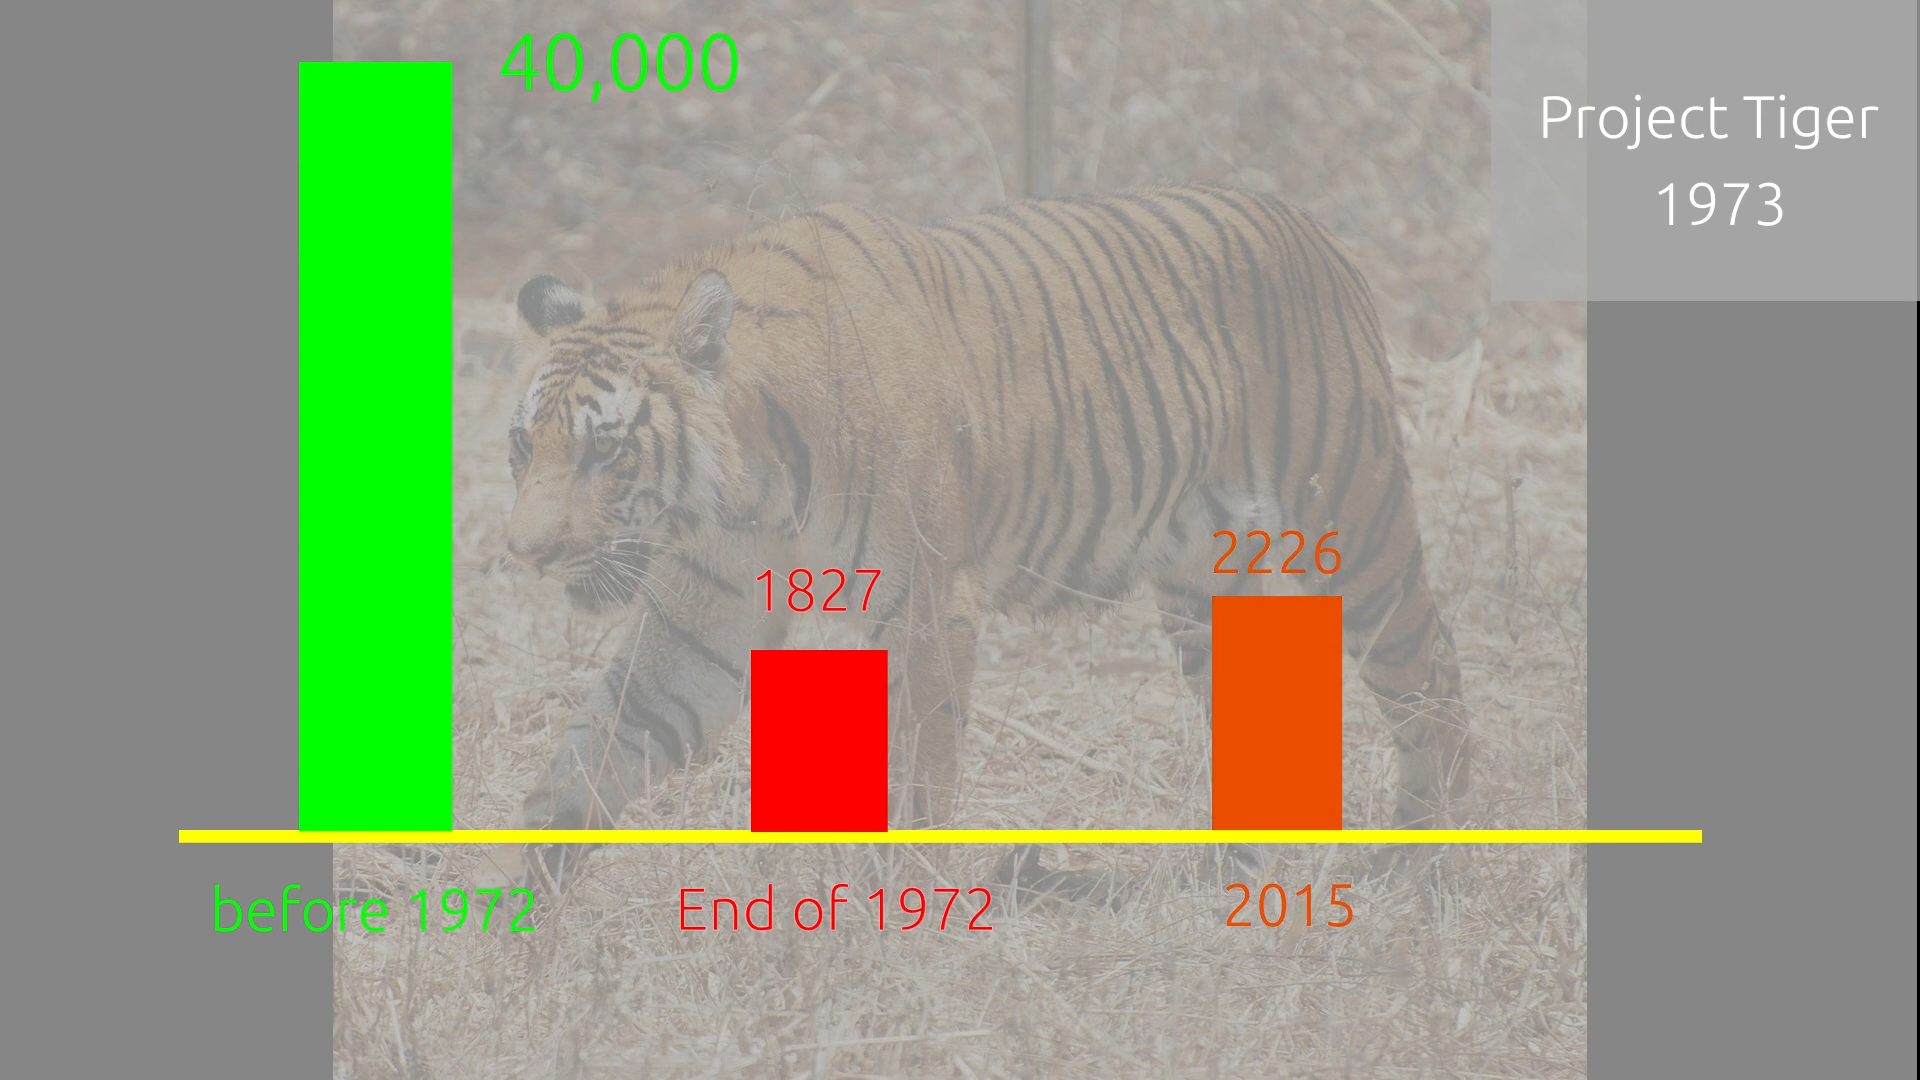 40,000
Project Tiger
1973
2226
1827
before 1972
End of 1972
2015